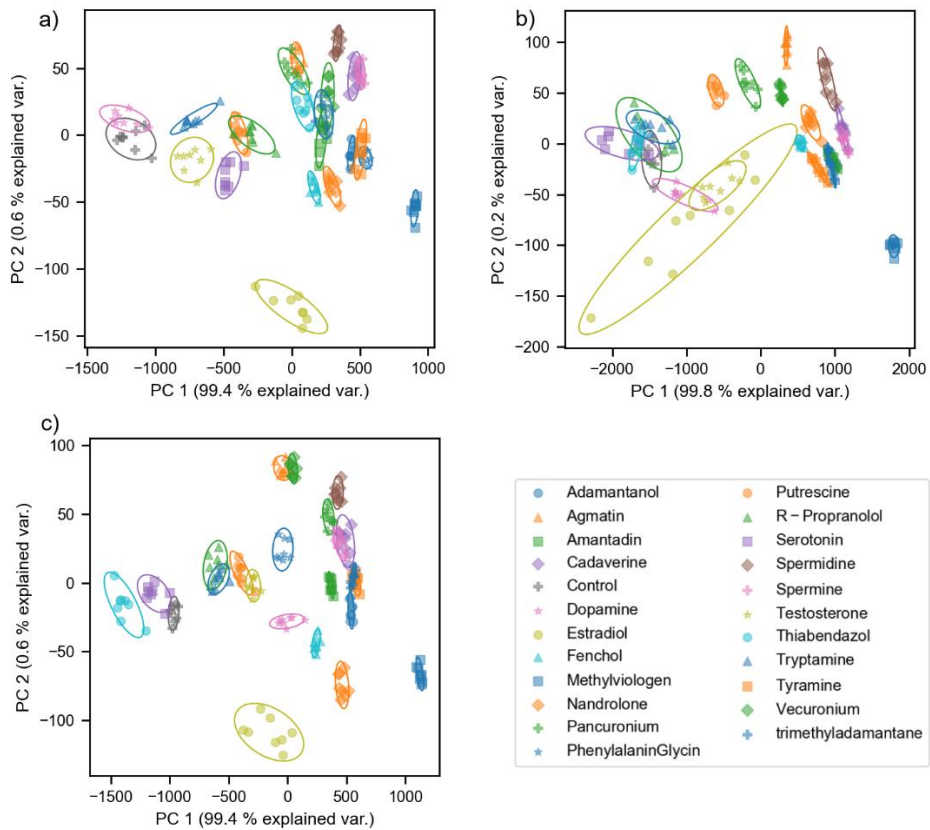 a)
50
0
−50
−100
−150
−1500 −1000 −500 0 500 1000
PC 1 (99.4 % explained var.)
PC 2 (0.6 % explained var.)
b)
100
50
0
−50
−100
−150
−200
−2000 −1000 0 1000 2000
PC 1 (99.8 % explained var.)
PC 2 (0.2 % explained var.)
c)
100
50
0
−50
−100
−1500 −1000 −500 0 500 1000
PC 1 (99.4 % explained var.)
PC 2 (0.6 % explained var.)
Adamantanol
Agmatin
Amantadin
Cadaverine
Control
Dopamine
Estradiol
Fenchol
Methylviologen
Nandrolone
Pancuronium
PhenylalaninGlycin
Putrescine
R − Propranolol
Serotonin
Spermidine
Spermine
Testosterone
Thiabendazol
Tryptamine
Tyramine
Vecuronium
trimethyladamantane